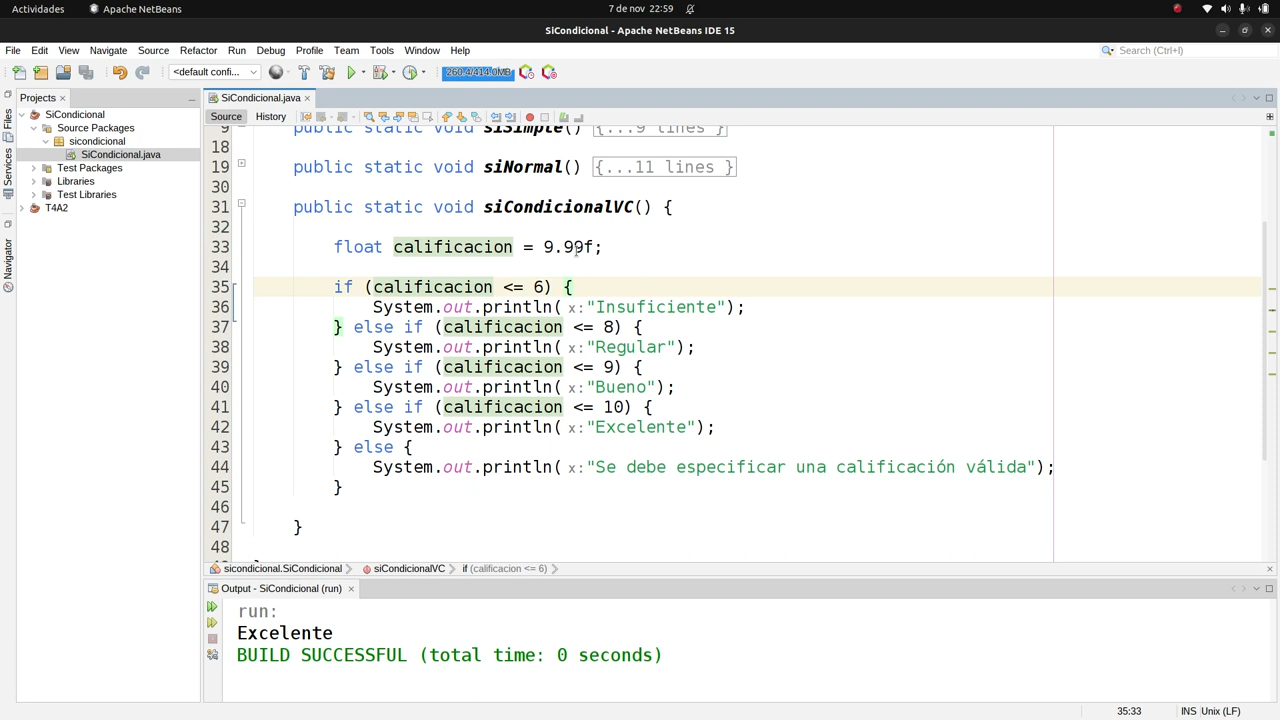 Actividades Apache NetBeans 7 de nov 22:59
SiCondicional - Apache NetBeans IDE 15
File Edit View Navigate Source Refactor Run Debug Profile Team Tools Window Help Search (Ctrl+I)
<default confi... 260.4/414.0MB
Projects
SiCondicional
Source Packages
sicondicional
SiCondicional.java
Test Packages
Libraries
Test Libraries
T4A2
Files
Services
Navigator
SiCondicional.java
Source History
9 public static void siSimple() {...9 lines }
18
19 public static void siNormal() {...11 lines }
30
31 public static void siCondicionalVC() {
32
33 float calificacion = 9.99f;
34
35 if (calificacion <= 6) {
36 System.out.println(x:"Insuficiente");
37 } else if (calificacion <= 8) {
38 System.out.println(x:"Regular");
39 } else if (calificacion <= 9) {
40 System.out.println(x:"Bueno");
41 } else if (calificacion <= 10) {
42 System.out.println(x:"Excelente");
43 } else {
44 System.out.println(x:"Se debe especificar una calificación válida");
45 }
46
47 }
48
sicondicional.SiCondicional siCondicionalVC if (calificacion <= 6)
Output - SiCondicional (run)
run:
Excelente
BUILD SUCCESSFUL (total time: 0 seconds)
35:33 INS Unix (LF)